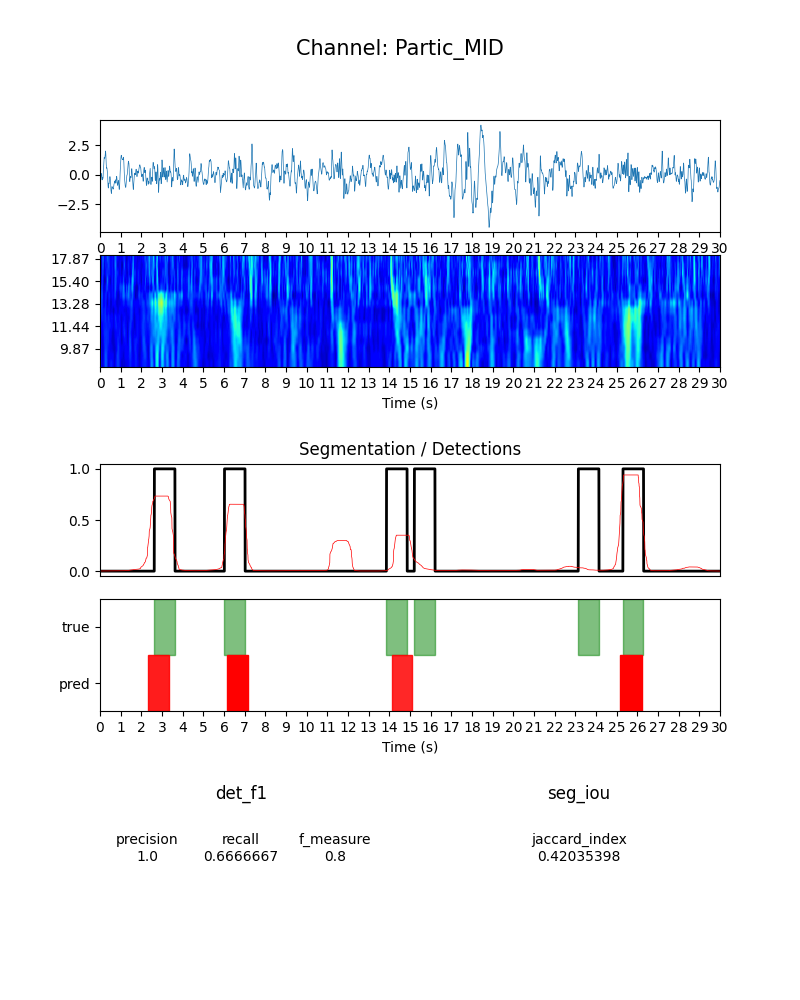 Channel: Partic_MID
2.5
0.0
−2.5
0 1 2 3 4 5 6 7 8 9 10 11 12 13 14 15 16 17 18 19 20 21 22 23 24 25 26 27 28 29 30
17.87
15.40
13.28
11.44
9.87
0 1 2 3 4 5 6 7 8 9 10 11 12 13 14 15 16 17 18 19 20 21 22 23 24 25 26 27 28 29 30
Time (s)
Segmentation / Detections
1.0
0.5
0.0
true
pred
0 1 2 3 4 5 6 7 8 9 10 11 12 13 14 15 16 17 18 19 20 21 22 23 24 25 26 27 28 29 30
Time (s)
det_f1 seg_iou
precision recall f_measure jaccard_index
1.0 0.6666667 0.8 0.42035398